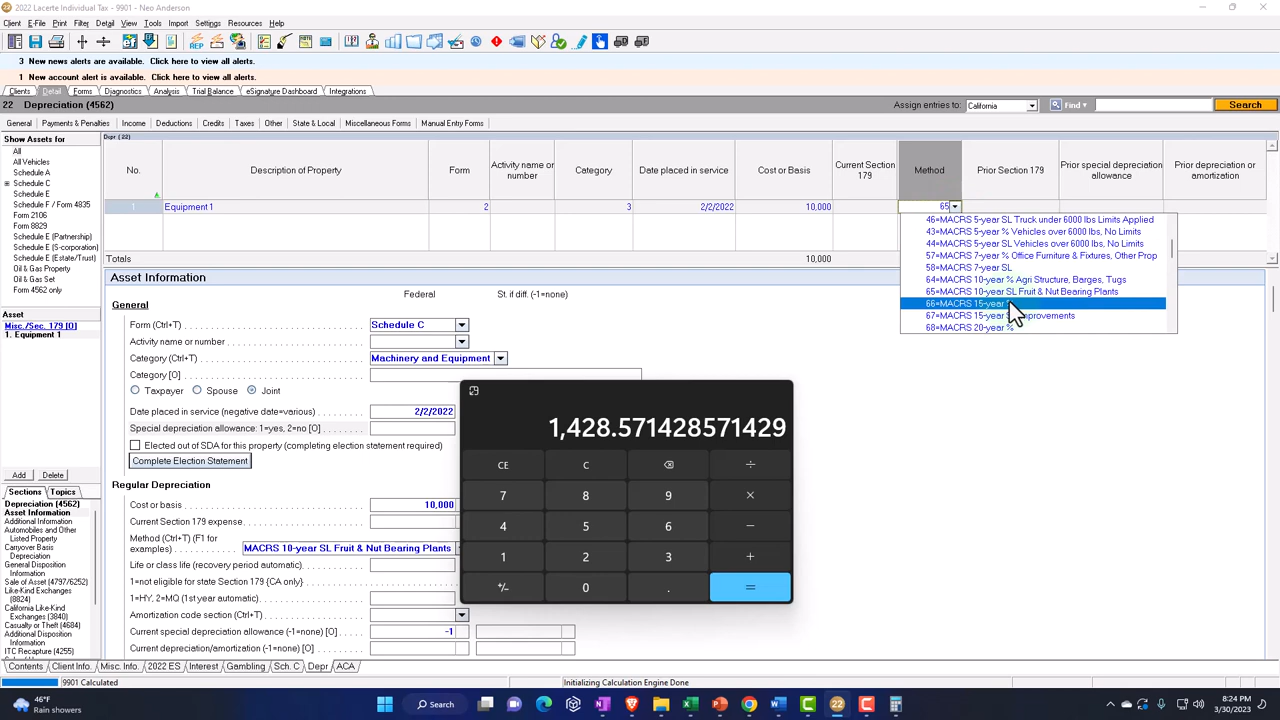 22 2022 Lacerte Individual Tax - 9901 - Neo Anderson
Client E-File Print Filter Detail View Tools Import Settings Resources Help
3 New news alerts are available. Click here to view all alerts.
1 New account alert is available. Click here to view all alerts.
Clients Detail Forms Diagnostics Analysis Trial Balance eSignature Dashboard Integrations
22 Depreciation (4562) Assign entries to: California Find Search
General Payments & Penalties Income Deductions Credits Taxes Other State & Local Miscellaneous Forms Manual Entry Forms
Show Assets for
All
All Vehicles
Schedule A
Schedule C
Schedule E
Schedule F / Form 4835
Form 2106
Form 8829
Schedule E (Partnership)
Schedule E (S-corporation)
Schedule E (Estate/Trust)
Oil & Gas Property
Oil & Gas Set
Form 4562 only
Asset
Misc./Sec. 179 [O]
1. Equipment 1
Add Delete
Sections Topics
Depreciation (4562)
Asset Information
Additional Information
Automobiles and Other
Listed Property
Carryover Basis
Depreciation
General Disposition
Information
Sale of Asset (4797/6252)
Like-Kind Exchanges
(8824)
California Like-Kind
Exchanges (3840)
Casualty or Theft (4684)
Additional Disposition
Information
ITC Recapture (4255)
Depr (22)
No. Description of Property Form Activity name or number Category Date placed in service Cost or Basis Current Section 179 Method Prior Section 179 Prior special depreciation allowance Prior depreciation or amortization
1 Equipment 1 2 3 2/2/2022 10,000 65
Totals 10,000
46=MACRS 5-year SL Truck under 6000 lbs Limits Applied
43=MACRS 5-year % Vehicles over 6000 lbs, No Limits
44=MACRS 5-year SL Vehicles over 6000 lbs, No Limits
57=MACRS 7-year % Office Furniture & Fixtures, Other Prop
58=MACRS 7-year SL
64=MACRS 10-year % Agri Structure, Barges, Tugs
65=MACRS 10-year SL Fruit & Nut Bearing Plants
66=MACRS 15-year
67=MACRS 15-year
68=MACRS 20-year %
Asset Information
Federal St. if diff. (-1=none)
General
Form (Ctrl+T) Schedule C
Activity name or number
Category (Ctrl+T) Machinery and Equipment
Category [O]
Taxpayer Spouse Joint
Date placed in service (negative date=various) 2/2/2022
Special depreciation allowance: 1=yes, 2=no [O]
Elected out of SDA for this property (completing election statement required)
Complete Election Statement
Regular Depreciation
Cost or basis 10,000
Current Section 179 expense
Method (Ctrl+T) (F1 for
examples) MACRS 10-year SL Fruit & Nut Bearing Plants
Life or class life (recovery period automatic)
1=not eligible for state Section 179 {CA only}
1=HY, 2=MQ (1st year automatic)
Amortization code section (Ctrl+T)
Current special depreciation allowance (-1=none) [O] -1
Current depreciation/amortization (-1=none) [O]
1,428.571428571429
CE C ⌫ ÷
7 8 9 ×
4 5 6 −
1 2 3 +
+/− 0 . =
Contents Client Info. Misc. Info. 2022 ES Interest Gambling Sch. C Depr ACA
9901 Calculated Initializing Calculation Engine Done
46°F
Rain showers
Search
8:24 PM
3/30/2023